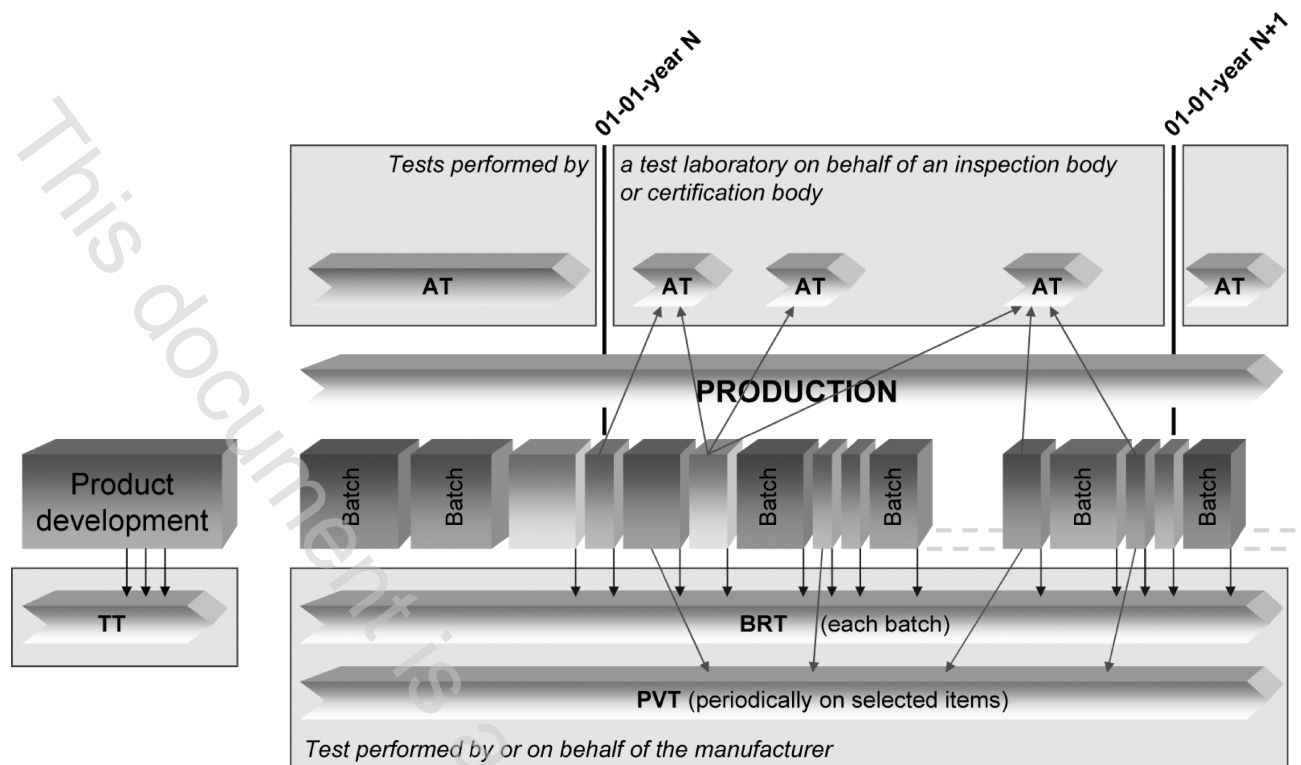 01-01-year N
01-01-year N+1
Tests performed by
a test laboratory on behalf of an inspection body
or certification body
AT
AT
AT
AT
AT
PRODUCTION
Product
development
Batch
Batch
Batch
Batch
Batch
Batch
TT
BRT (each batch)
PVT (periodically on selected items)
Test performed by or on behalf of the manufacturer
This document is a